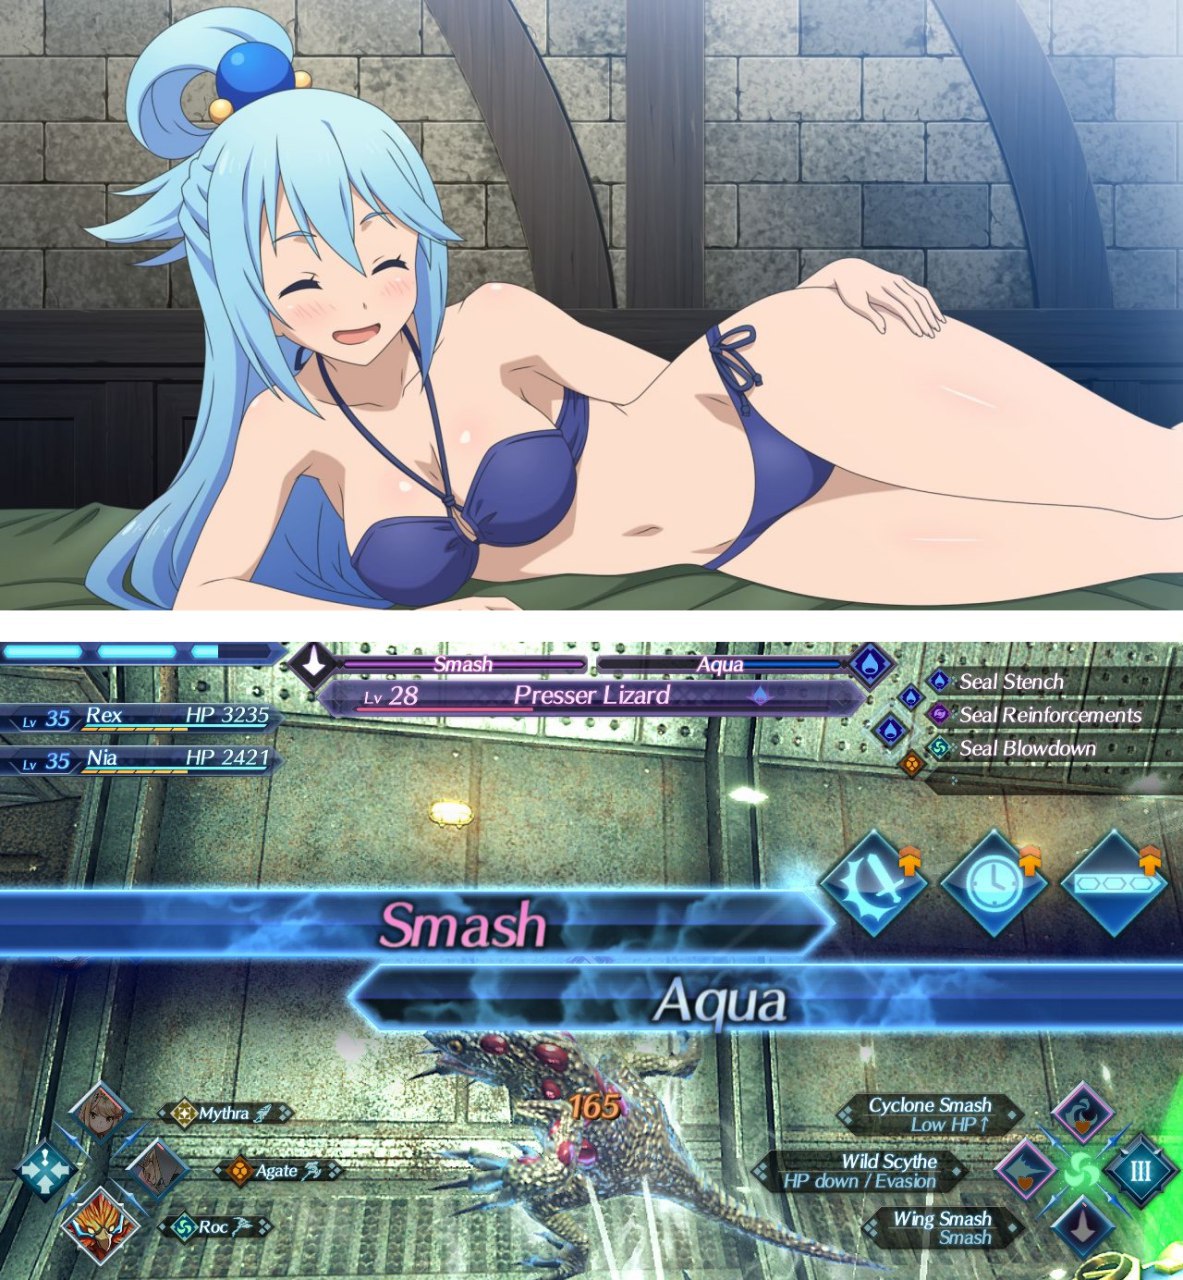 Smash
Aqua
Lv 28 Presser Lizard
Seal Stench
Lv 35 Rex HP 3235
Seal Reinforcements
Lv 35 Nia HP 2421
Seal Blowdown
Smash
Aqua
165
Mythra
Cyclone Smash
Low HP↑
Agate
Wild Scythe
HP down / Evasion
III
Roc
Wing Smash
Smash